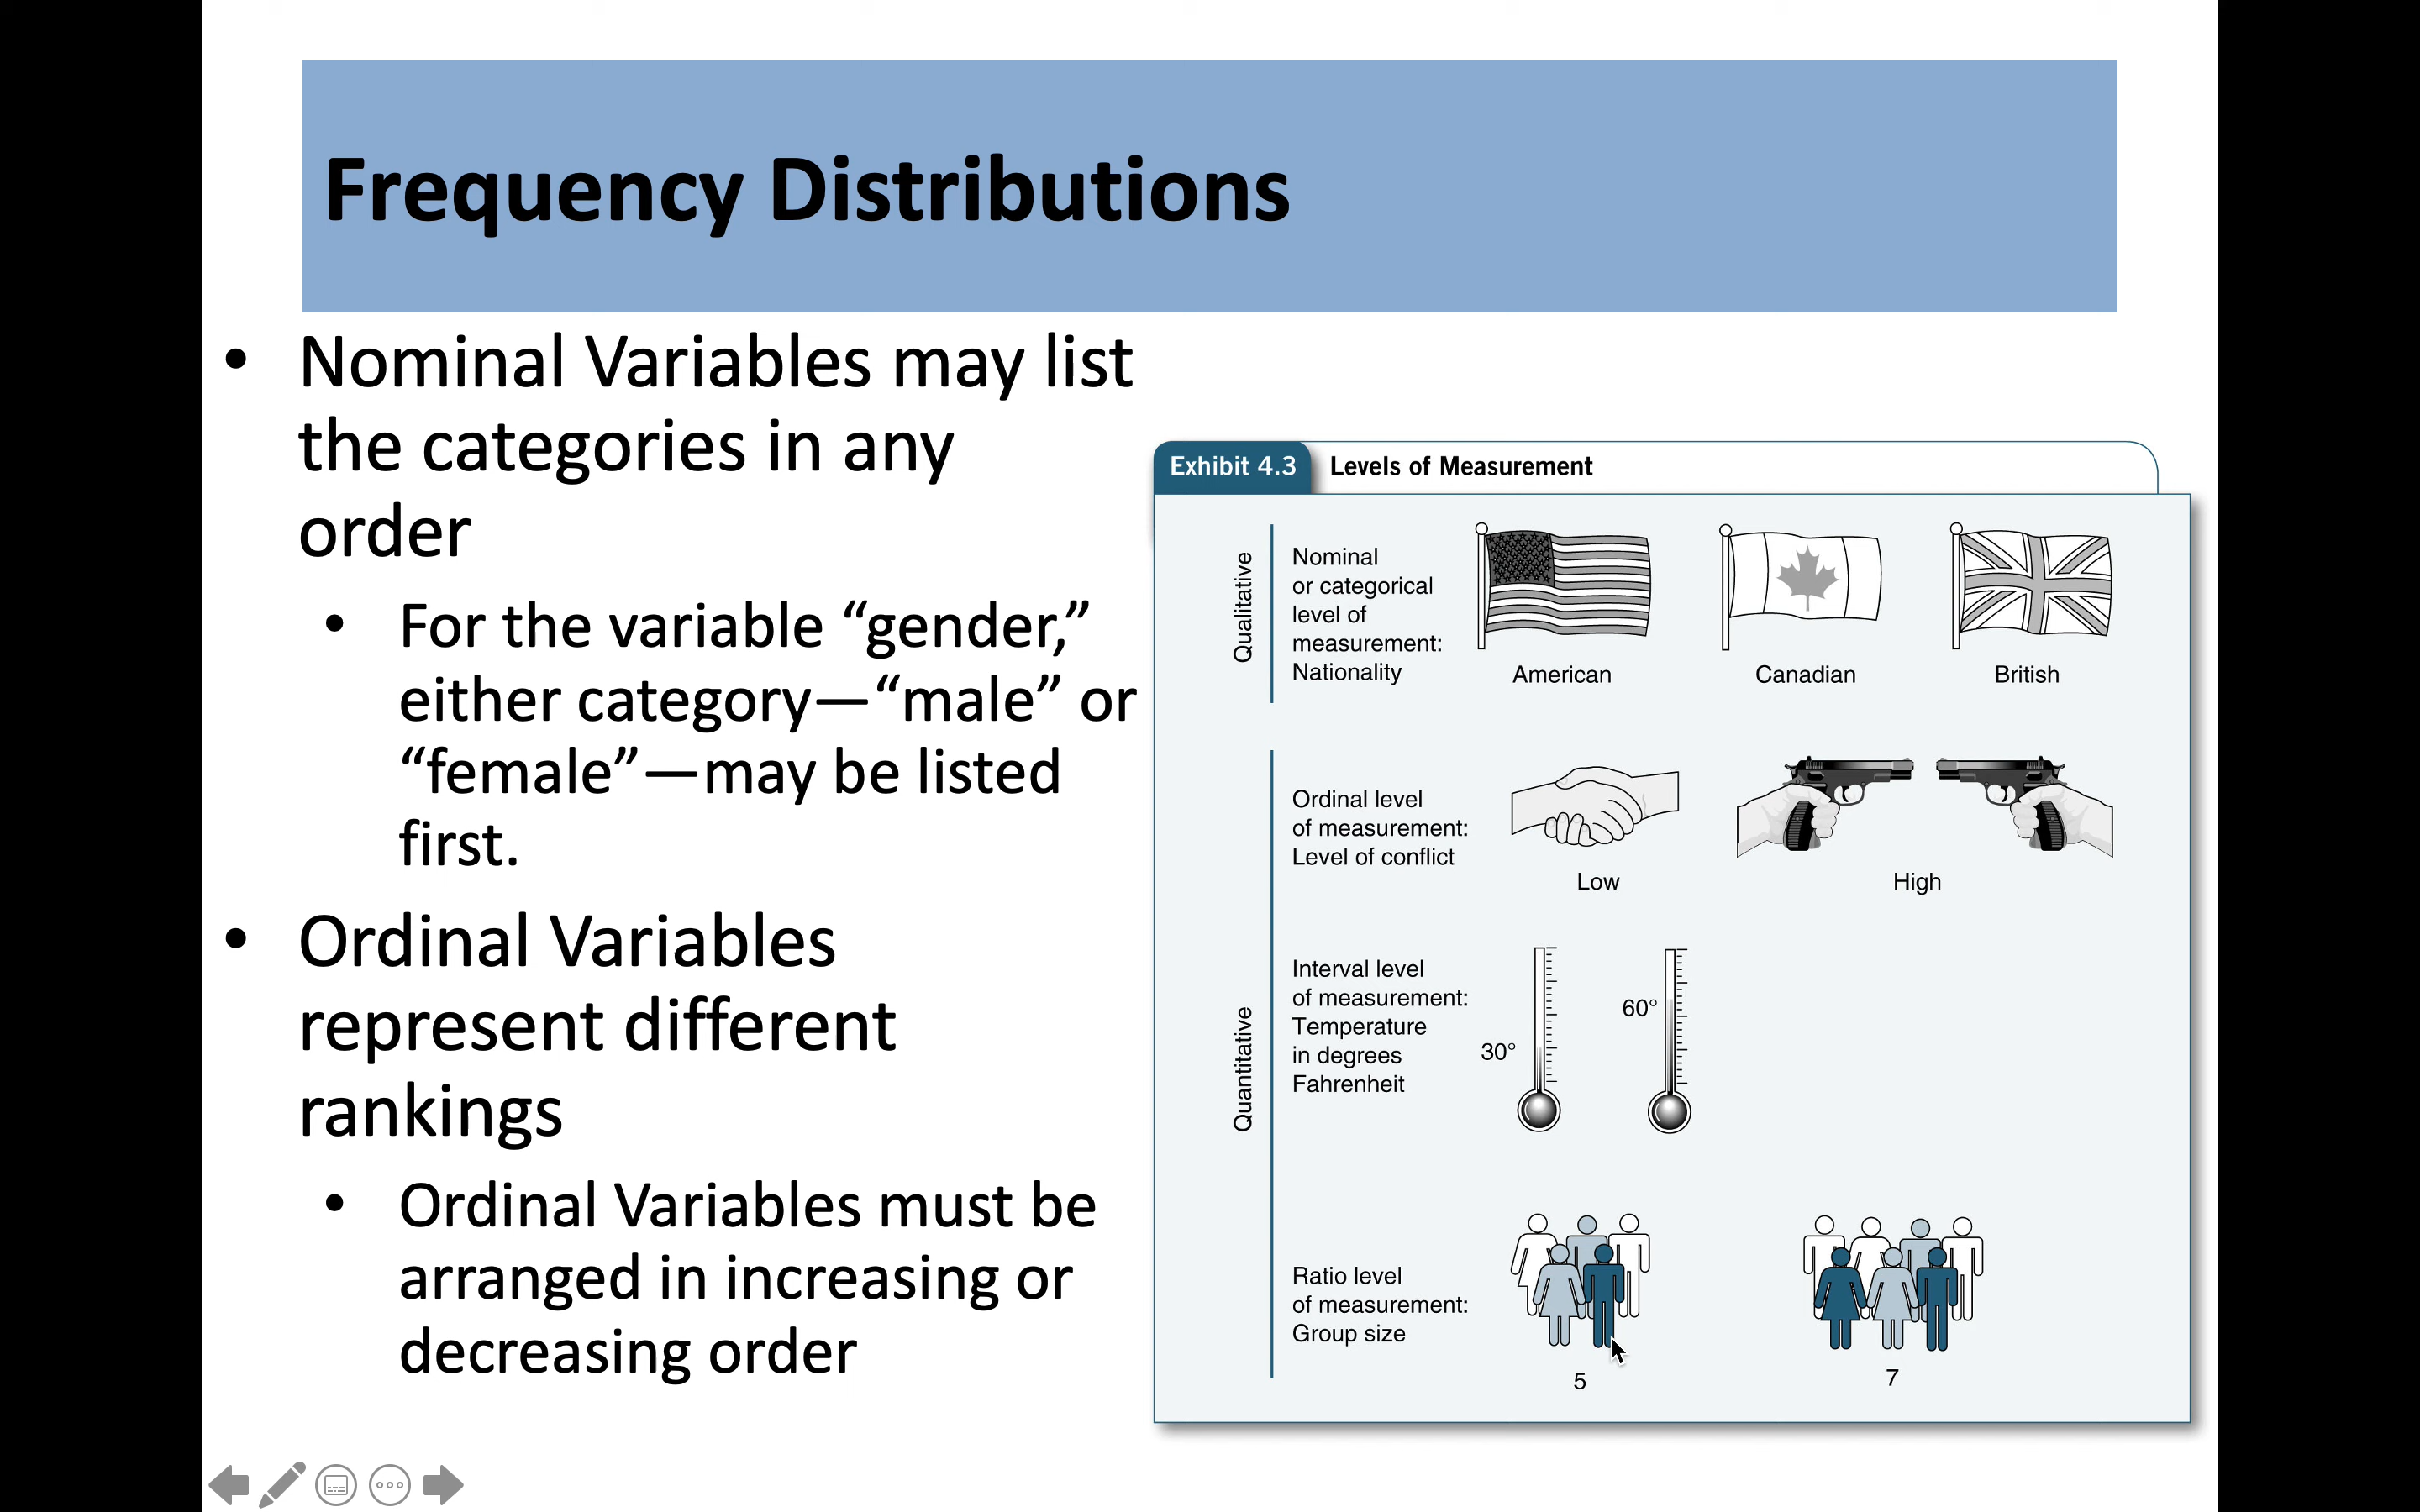 Frequency Distributions
• Nominal Variables may list
the categories in any
order
• For the variable “gender,”
either category—“male” or
“female”—may be listed
first.
• Ordinal Variables
represent different
rankings
• Ordinal Variables must be
arranged in increasing or
decreasing order
Exhibit 4.3 Levels of Measurement
Qualitative
Nominal
or categorical
level of
measurement:
Nationality
American Canadian British
Quantitative
Ordinal level
of measurement:
Level of conflict
Low High
Interval level
of measurement:
Temperature
in degrees
Fahrenheit
30° 60°
Ratio level
of measurement:
Group size
5 7